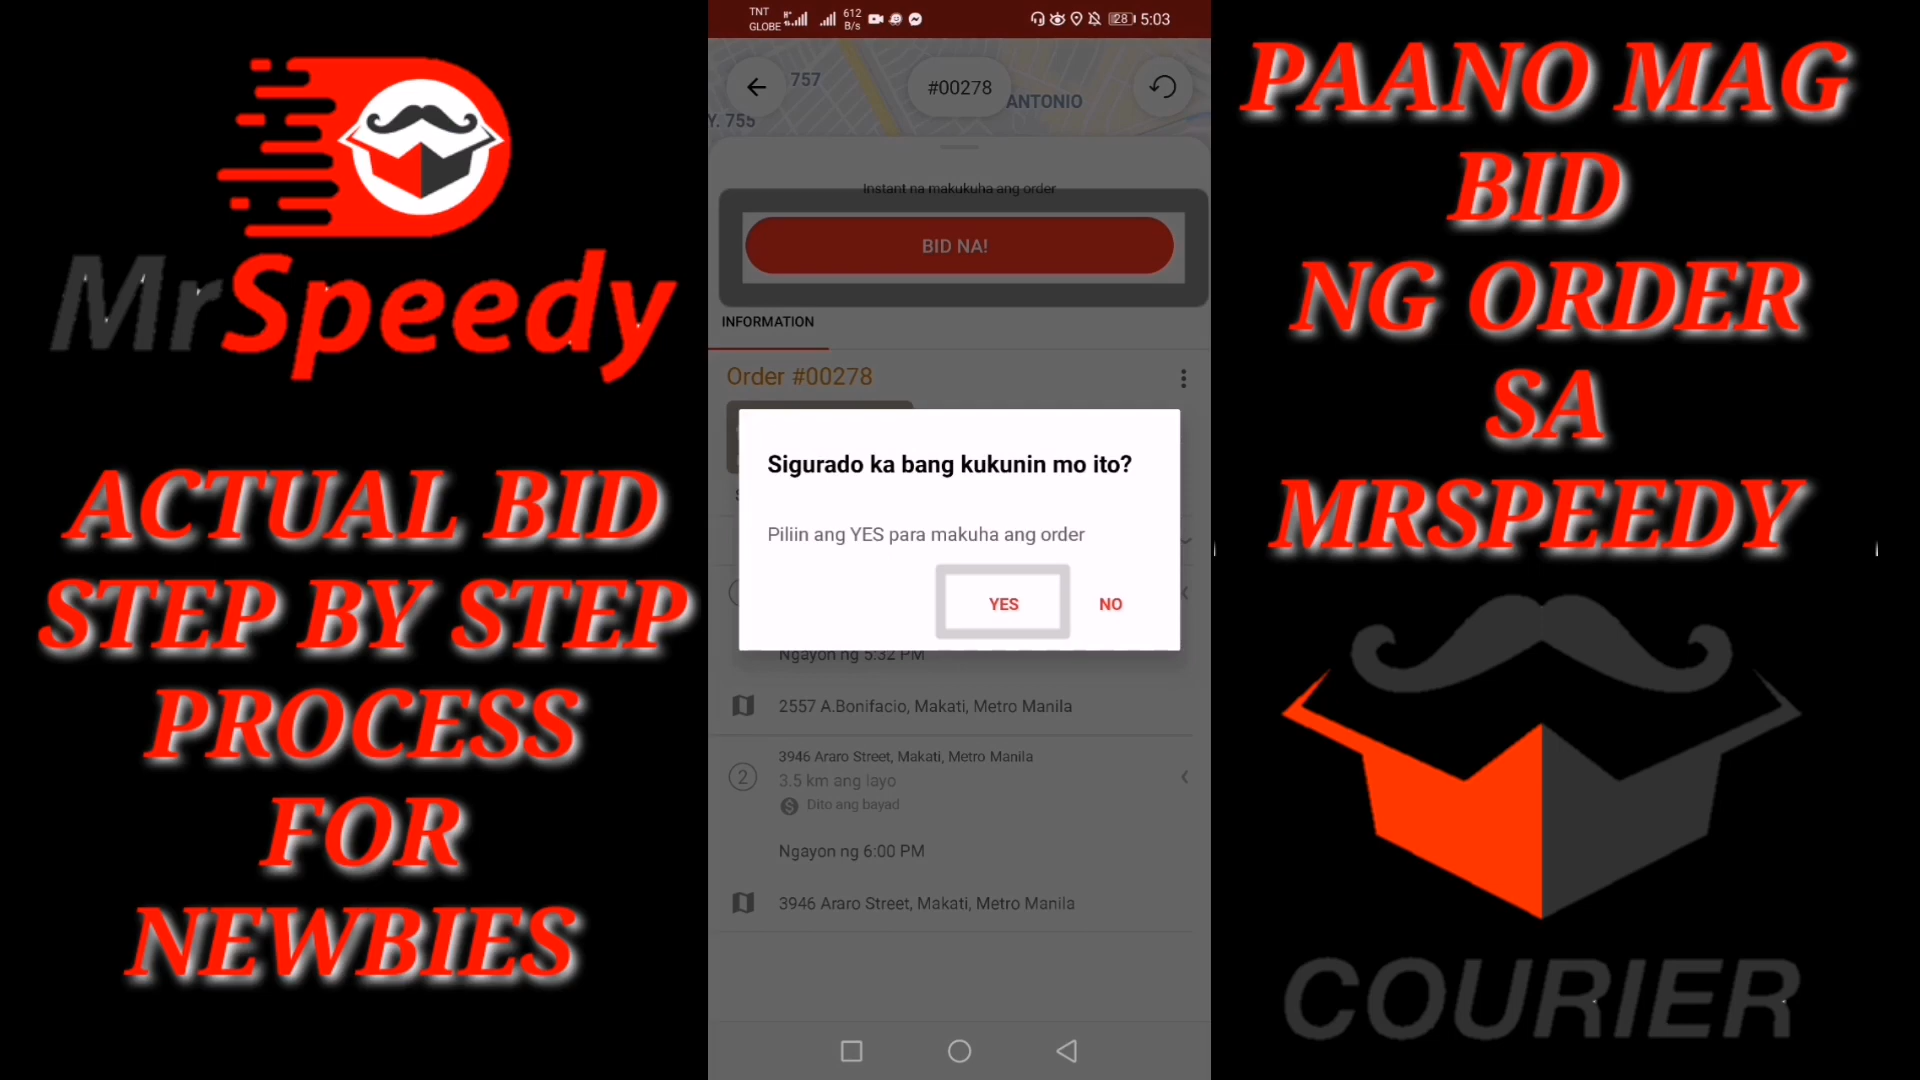 MrSpeedy
ACTUAL BID
STEP BY STEP
PROCESS
FOR
NEWBIES
TNT
GLOBE
612
B/s
28
5:03
757
#00278
ANTONIO
Y. 755
Instant na makukuha ang order
BID NA!
INFORMATION
Order #00278
Sigurado ka bang kukunin mo ito?
Piliin ang YES para makuha ang order
YES
NO
Ngayon ng 5:32 PM
2557 A.Bonifacio, Makati, Metro Manila
2
3946 Araro Street, Makati, Metro Manila
3.5 km ang layo
Dito ang bayad
Ngayon ng 6:00 PM
3946 Araro Street, Makati, Metro Manila
PAANO MAG
BID
NG ORDER
SA
MRSPEEDY
COURIER